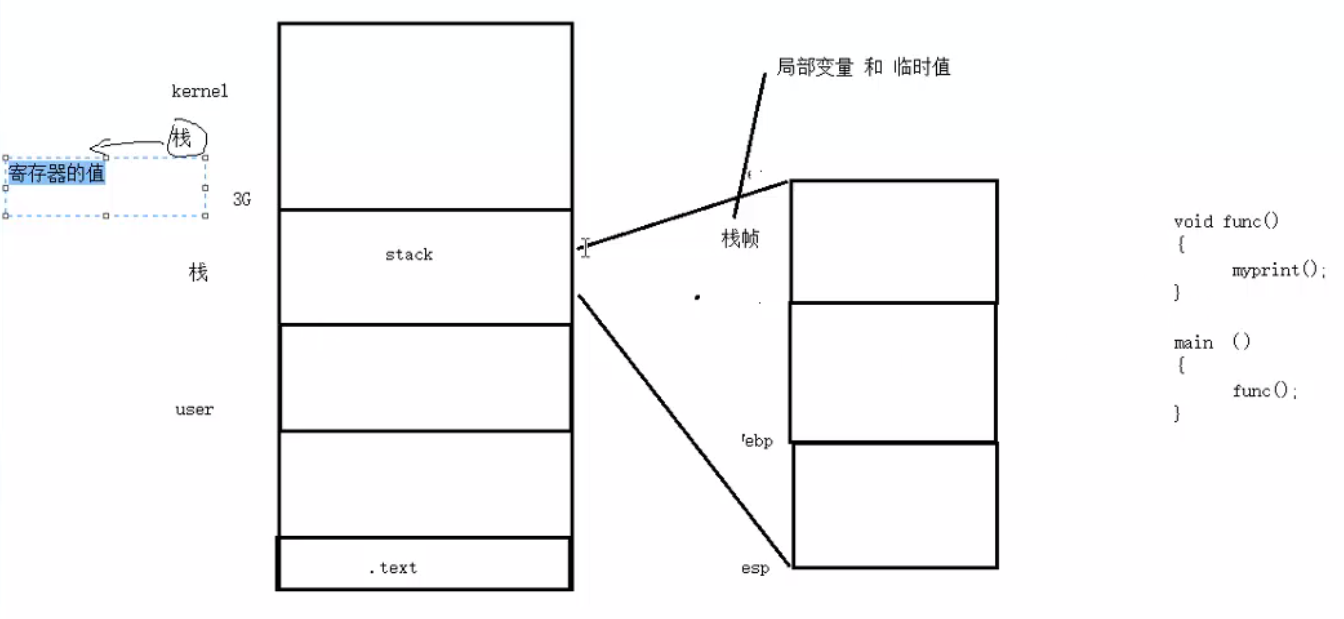 局部变量 和 临时值
kernel
栈
寄存器的值
3G
stack
栈
user
.text
栈帧
ebp
esp
void func()
{
myprint();
}
main ()
{
func();
}